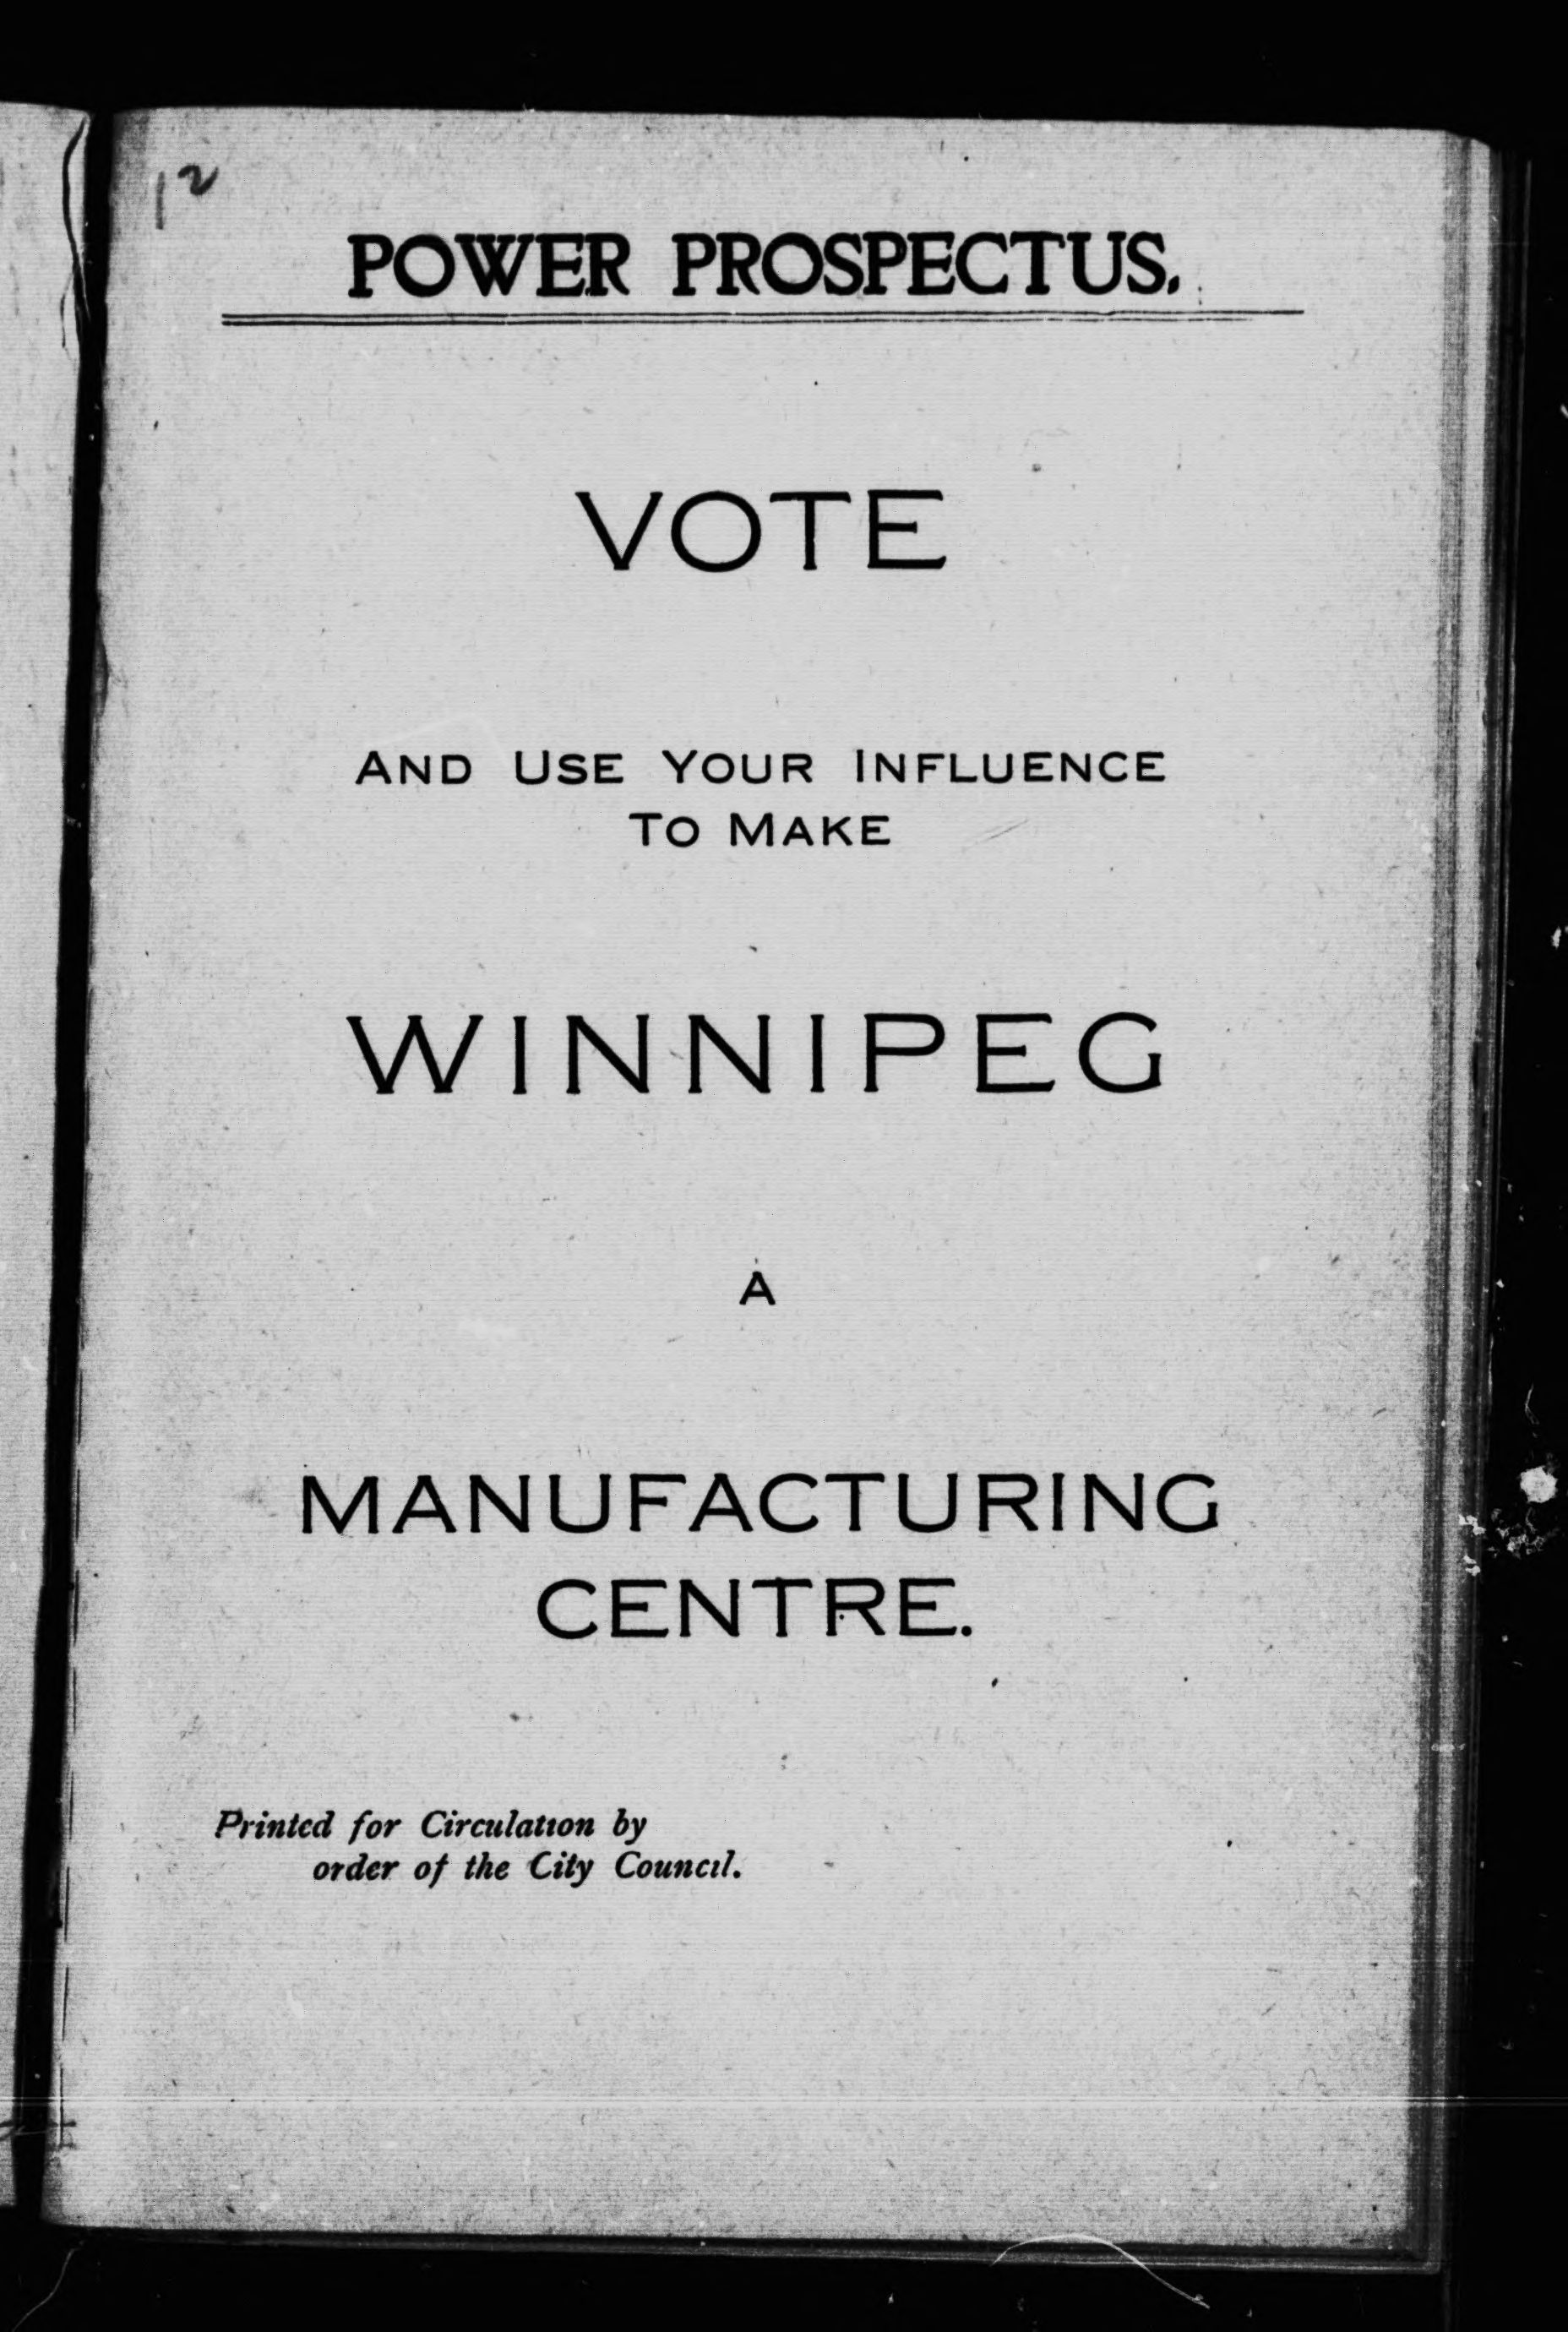 12
POWER PROSPECTUS.
VOTE
AND USE YOUR INFLUENCE
TO MAKE
WINNIPEG
A
MANUFACTURING
CENTRE.
Printed for Circulation by
order of the City Council.